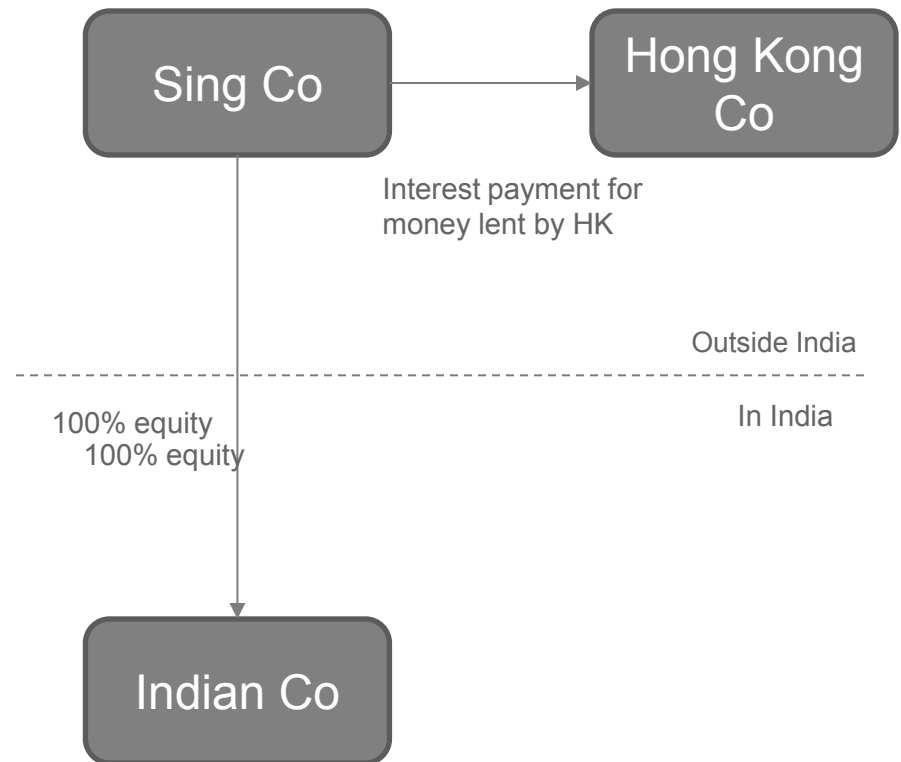 Sing Co
Hong Kong
Co
Interest payment for
money lent by HK
Outside India
In India
100% equity
100% equity
Indian Co